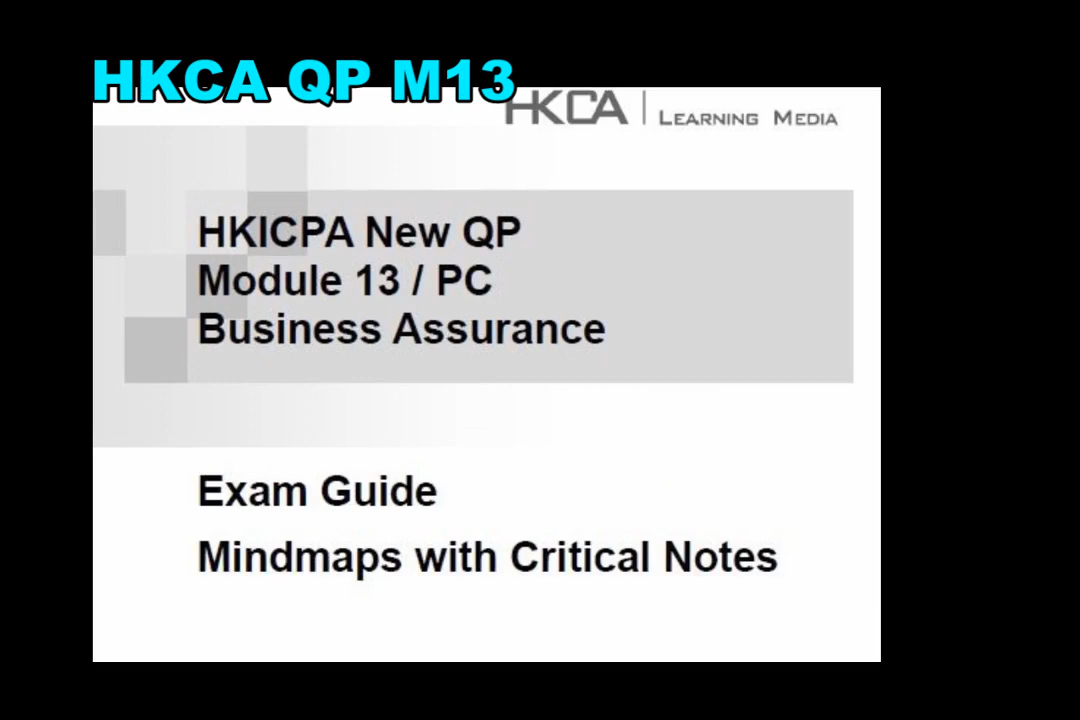 HKCA QP M13
HKCA | LEARNING MEDIA
HKICPA New QP
Module 13 / PC
Business Assurance
Exam Guide
Mindmaps with Critical Notes